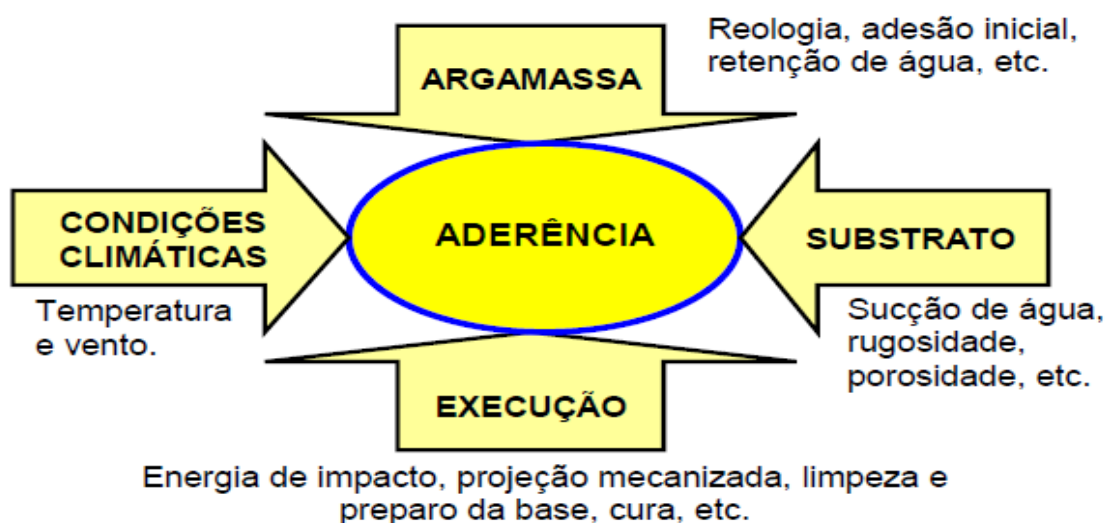 Reologia, adesão inicial,
retenção de água, etc.
ARGAMASSA
CONDIÇÕES
CLIMÁTICAS
ADERÊNCIA
SUBSTRATO
Temperatura
e vento.
Sucção de água,
rugosidade,
porosidade, etc.
EXECUÇÃO
Energia de impacto, projeção mecanizada, limpeza e
preparo da base, cura, etc.